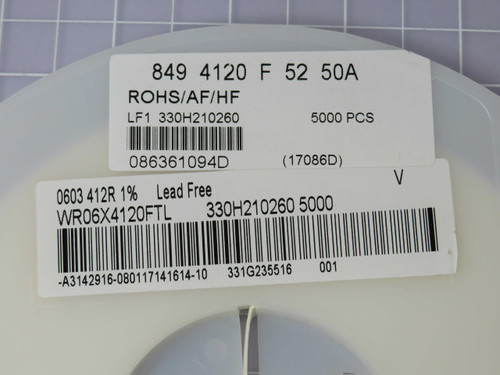 849 4120 F 52 50A
ROHS/AF/HF
LF1 330H210260 5000 PCS
086361094D (17086D)
0603 412R 1% Lead Free V
WR06X4120FTL 330H210260 5000
-A3142916-080117141614-10 331G235516 001